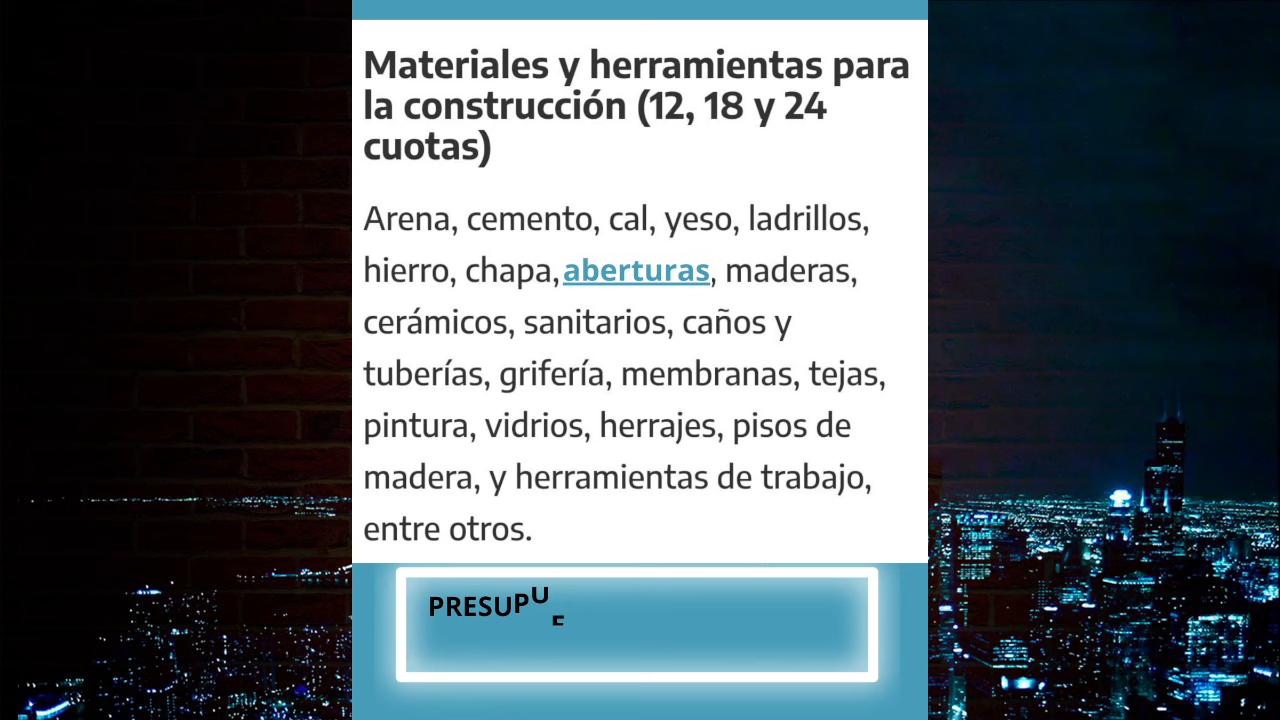 Materiales y herramientas para
la construcción (12, 18 y 24
cuotas)
Arena, cemento, cal, yeso, ladrillos,
hierro, chapa, aberturas, maderas,
cerámicos, sanitarios, caños y
tuberías, grifería, membranas, tejas,
pintura, vidrios, herrajes, pisos de
madera, y herramientas de trabajo,
entre otros.
PRESUPU